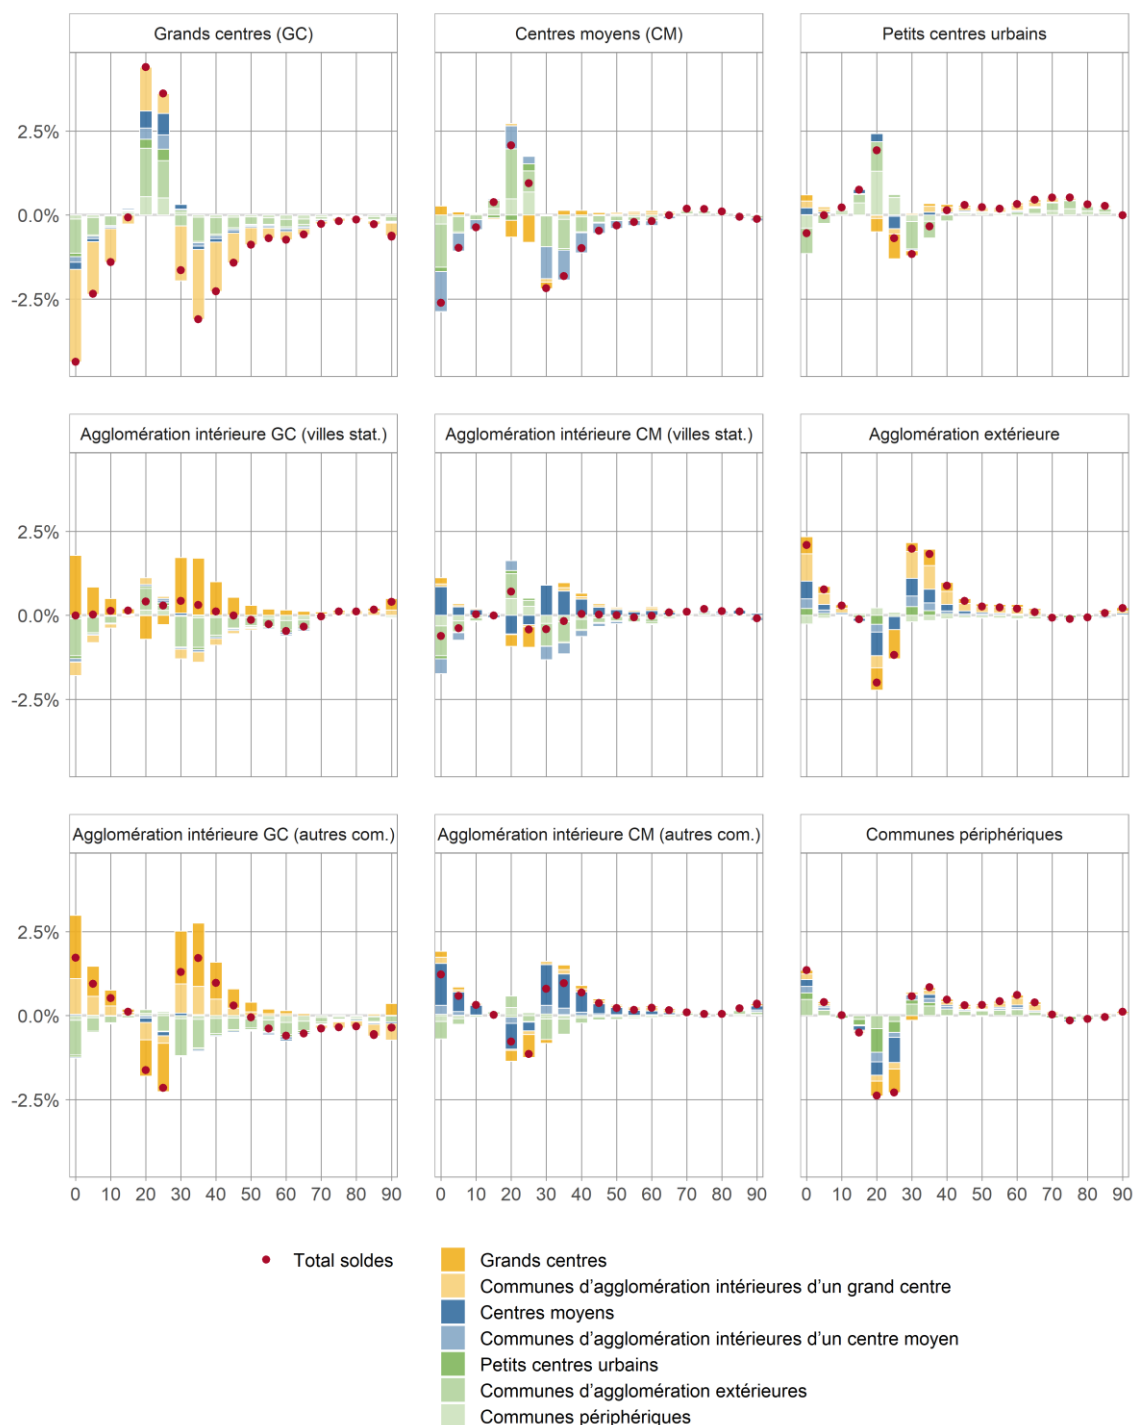 Grands centres (GC)
Centres moyens (CM)
Petits centres urbains
2.5%
0.0%
-2.5%
Agglomération intérieure GC (villes stat.)
Agglomération intérieure CM (villes stat.)
Agglomération extérieure
2.5%
0.0%
-2.5%
Agglomération intérieure GC (autres com.)
Agglomération intérieure CM (autres com.)
Communes périphériques
2.5%
0.0%
-2.5%
0 10 20 30 40 50 60 70 80 90
0 10 20 30 40 50 60 70 80 90
0 10 20 30 40 50 60 70 80 90
Total soldes
Grands centres
Communes d’agglomération intérieures d’un grand centre
Centres moyens
Communes d’agglomération intérieures d’un centre moyen
Petits centres urbains
Communes d’agglomération extérieures
Communes périphériques